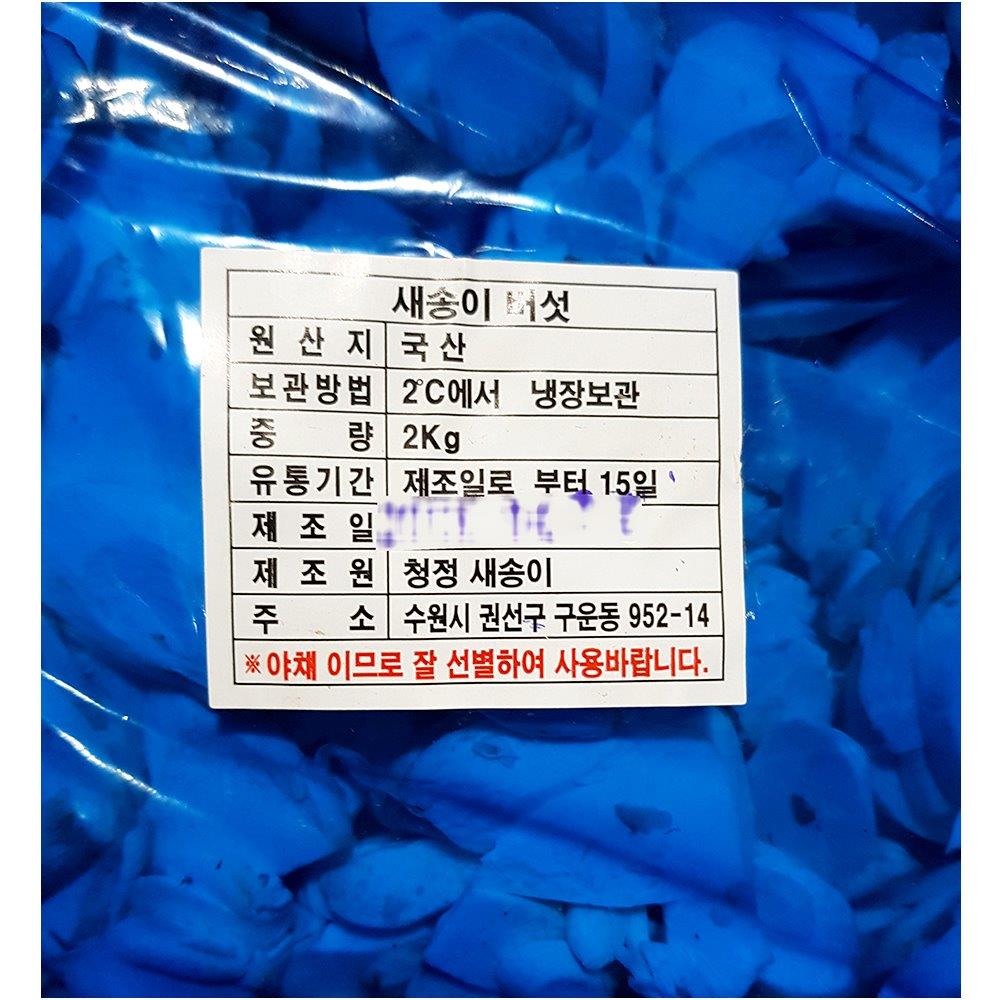 새송이 버섯
원산지 국산
보관방법 2℃에서 냉장보관
중량 2Kg
유통기간 제조일로 부터 15일
제조일
제조원 청정 새송이
주소 수원시 권선구 구운동 952-14
※야채 이므로 잘 선별하여 사용바랍니다.